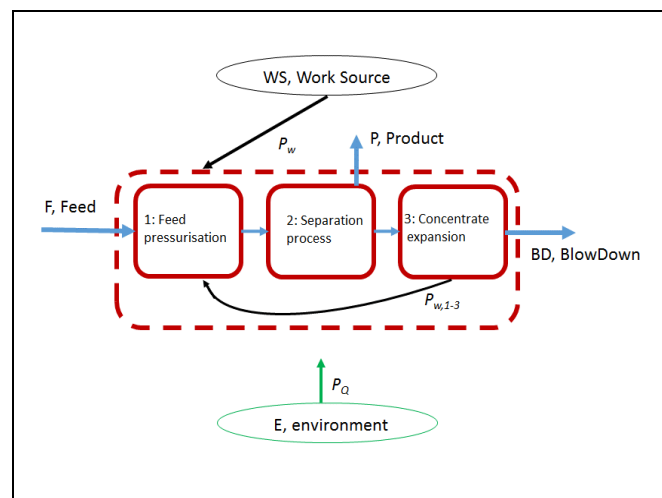 WS, Work Source
P_w
P, Product
F, Feed
1: Feed
pressurisation
2: Separation
process
3: Concentrate
expansion
BD, BlowDown
P_w,1-3
P_Q
E, environment